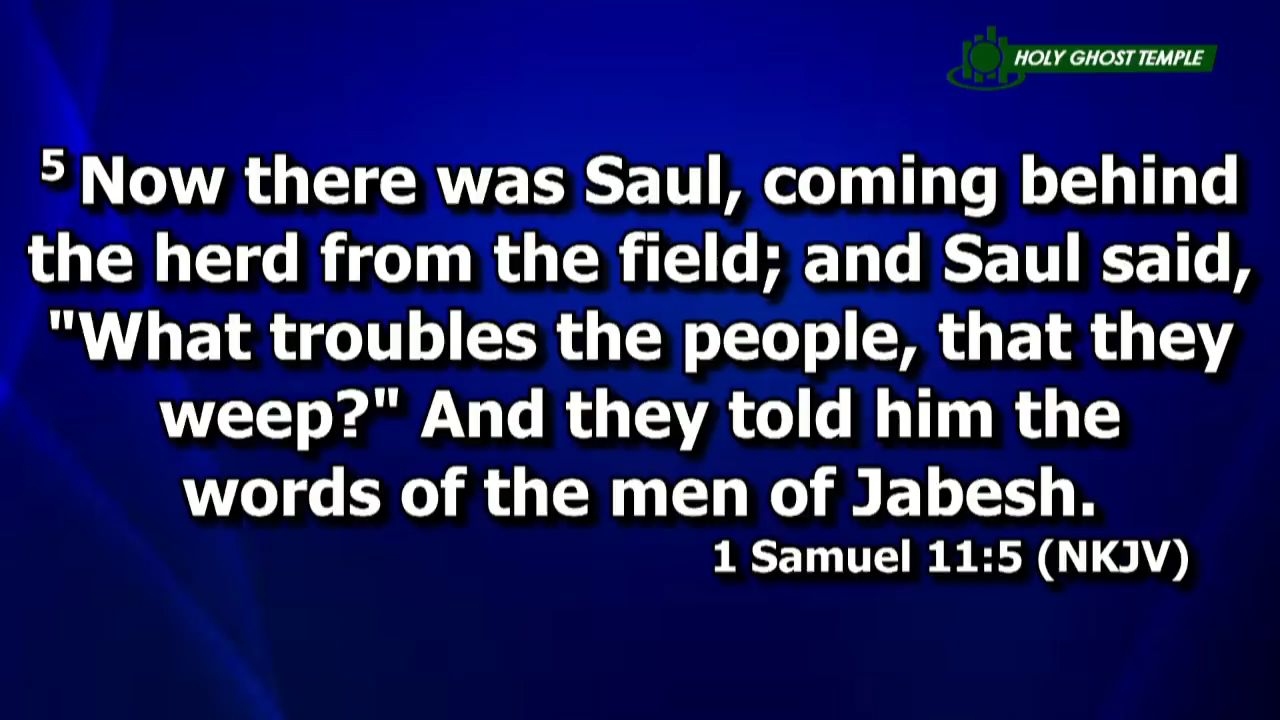 HOLY GHOST TEMPLE
5 Now there was Saul, coming behind
the herd from the field; and Saul said,
"What troubles the people, that they
weep?" And they told him the
words of the men of Jabesh.
1 Samuel 11:5 (NKJV)